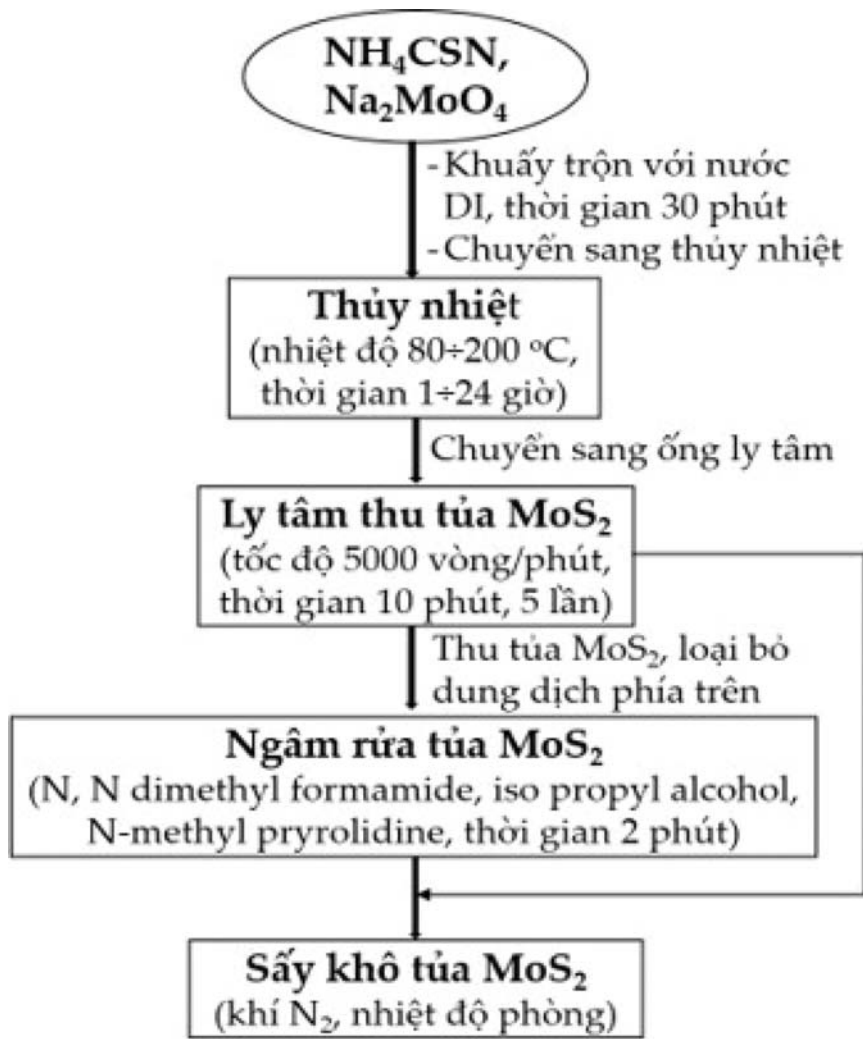 NH₄CSN,
Na₂MoO₄
- Khuấy trộn với nước
DI, thời gian 30 phút
- Chuyển sang thủy nhiệt
Thủy nhiệt
(nhiệt độ 80÷200 ºC,
thời gian 1÷24 giờ)
Chuyển sang ống ly tâm
Ly tâm thu tủa MoS₂
(tốc độ 5000 vòng/phút,
thời gian 10 phút, 5 lần)
Thu tủa MoS₂, loại bỏ
dung dịch phía trên
Ngâm rửa tủa MoS₂
(N, N dimethyl formamide, iso propyl alcohol,
N-methyl pryrolidine, thời gian 2 phút)
Sấy khô tủa MoS₂
(khí N₂, nhiệt độ phòng)